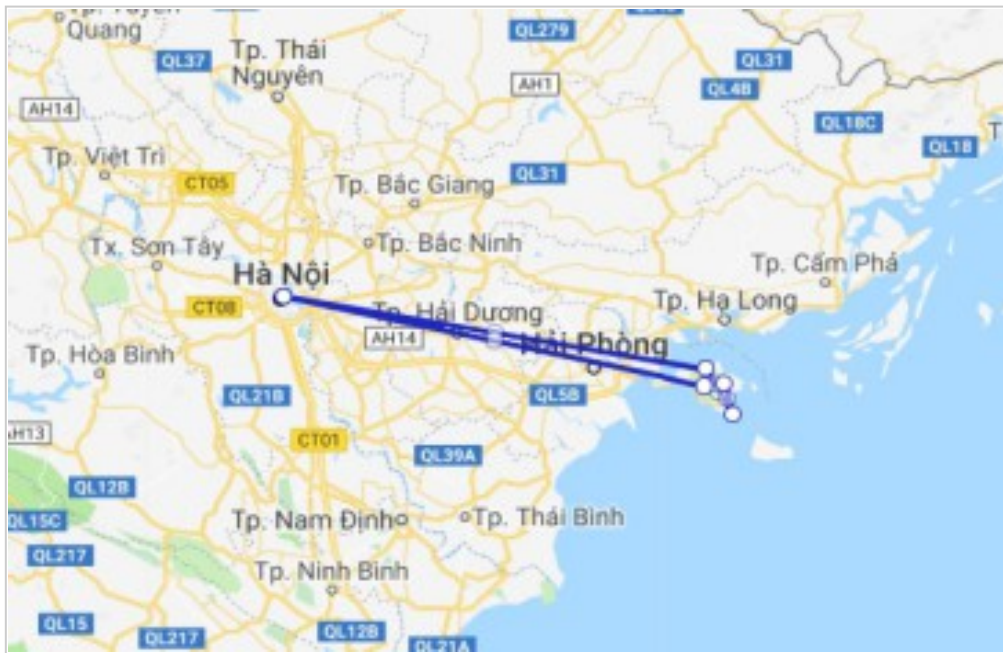 Tp. Tuyên
Quang
QL37
Tp. Thái
Nguyên
QL279
AH1
QL31
QL4B
QL18C
QL18
AH14
Tp. Việt Trì
CT05
Tp. Bắc Giang
QL31
Tx. Sơn Tây
Tp. Bắc Ninh
Hà Nội
CT08
Tp. Cẩm Phả
Tp. Hạ Long
Tp. Hải Dương
AH14
Hải Phòng
Tp. Hòa Bình
QL21B
QL5B
AH13
CT01
QL39A
QL12B
QL15C
Tp. Nam Định
Tp. Thái Bình
QL217
Tp. Ninh Bình
QL15
QL217
QL12B
QL21A